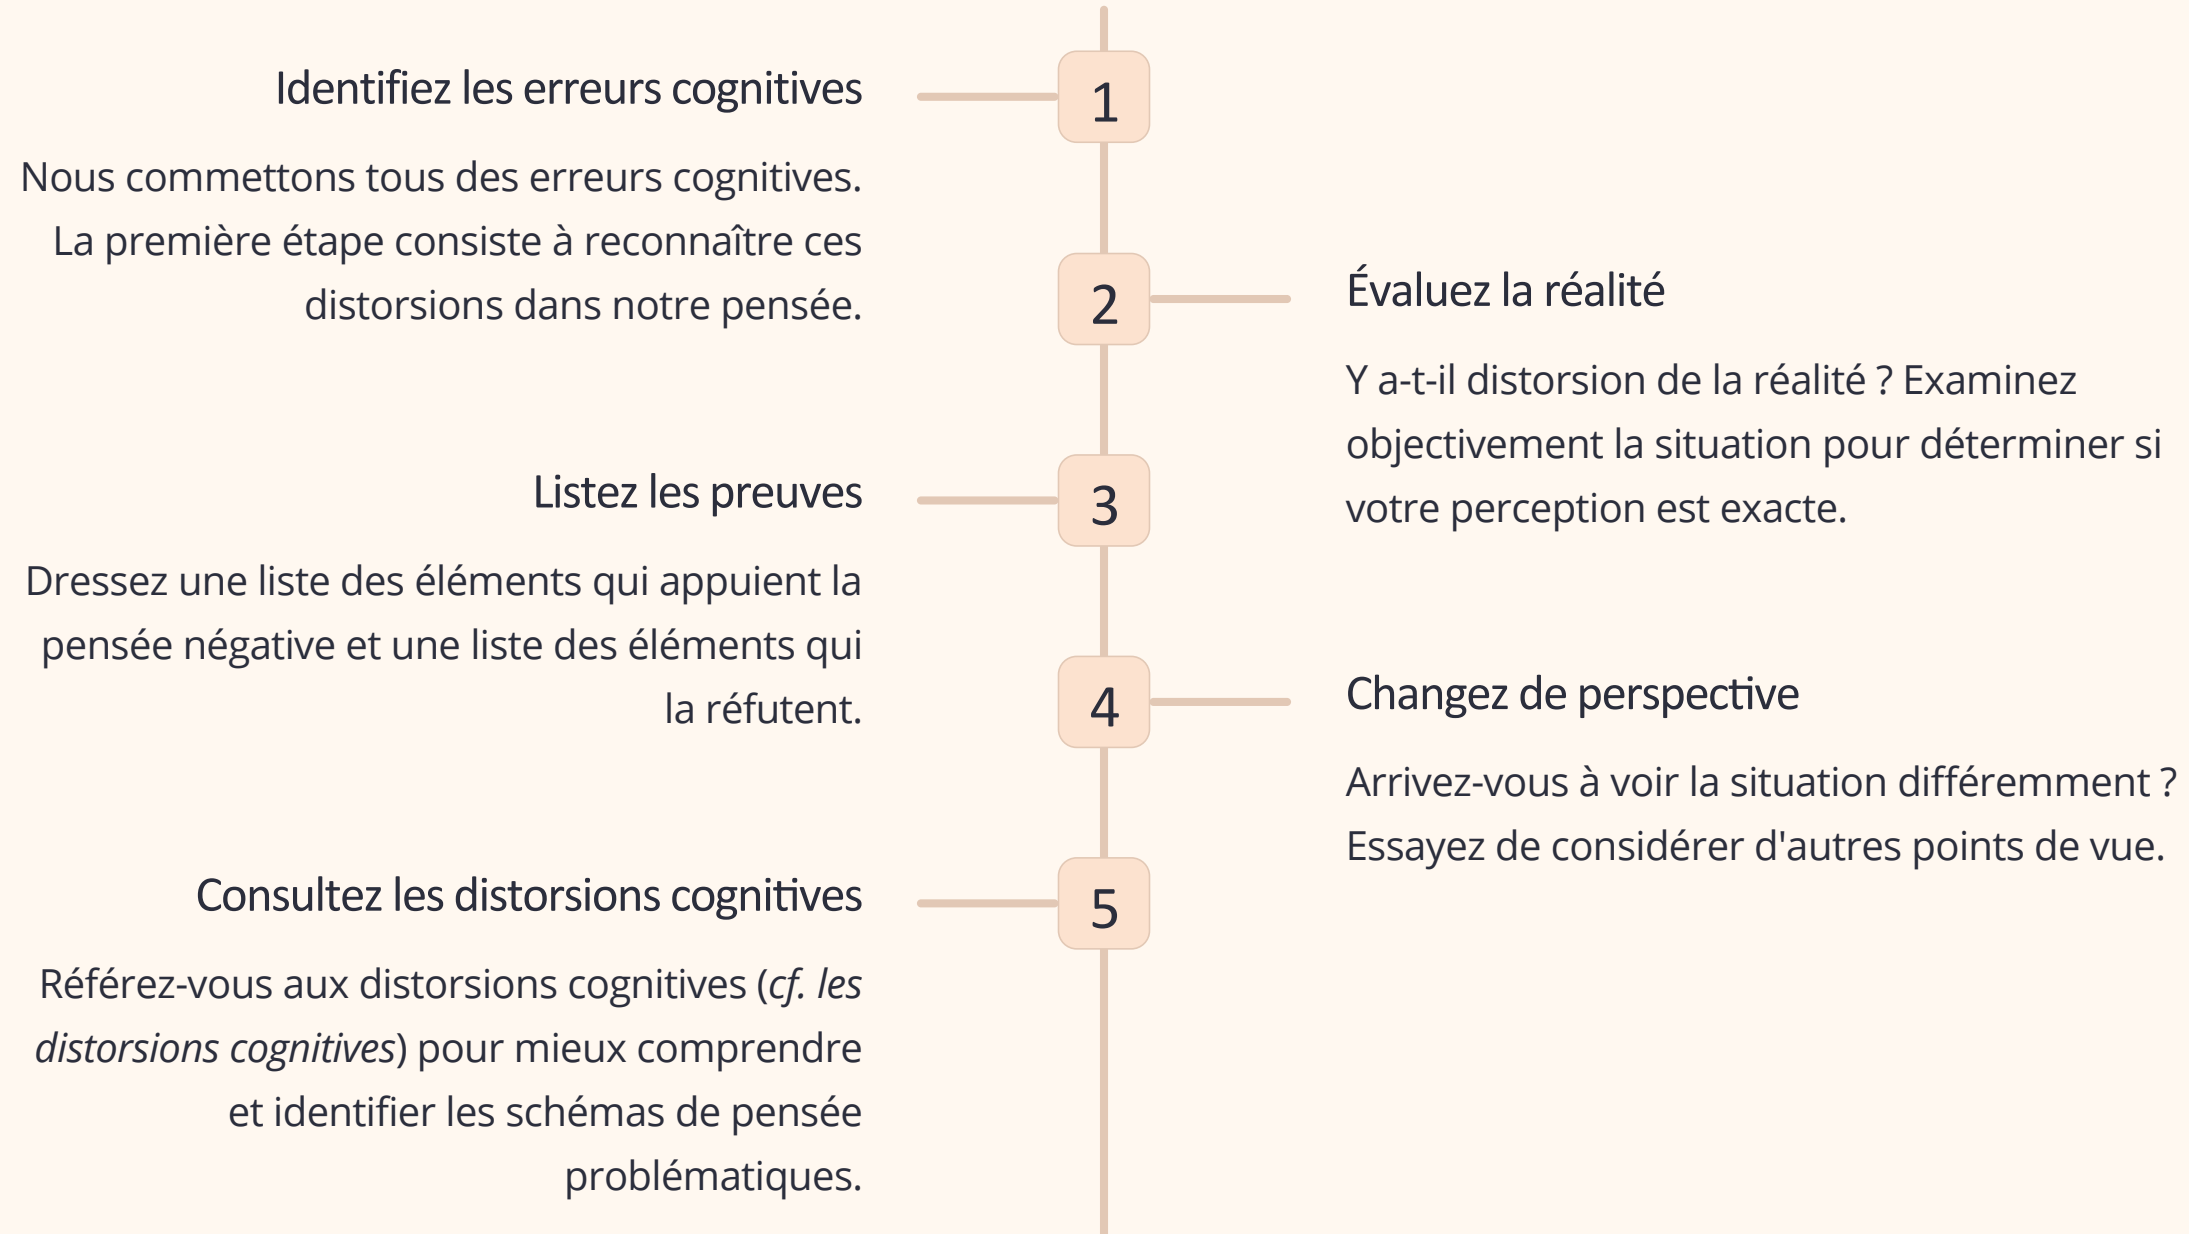 1
Identifiez les erreurs cognitives
Nous commettons tous des erreurs cognitives.
La première étape consiste à reconnaître ces
distorsions dans notre pensée.
2
Évaluez la réalité
Y a-t-il distorsion de la réalité ? Examinez
objectivement la situation pour déterminer si
votre perception est exacte.
3
Listez les preuves
Dressez une liste des éléments qui appuient la
pensée négative et une liste des éléments qui
la réfutent.
4
Changez de perspective
Arrivez-vous à voir la situation différemment ?
Essayez de considérer d'autres points de vue.
5
Consultez les distorsions cognitives
Référez-vous aux distorsions cognitives (cf. les
distorsions cognitives) pour mieux comprendre
et identifier les schémas de pensée
problématiques.